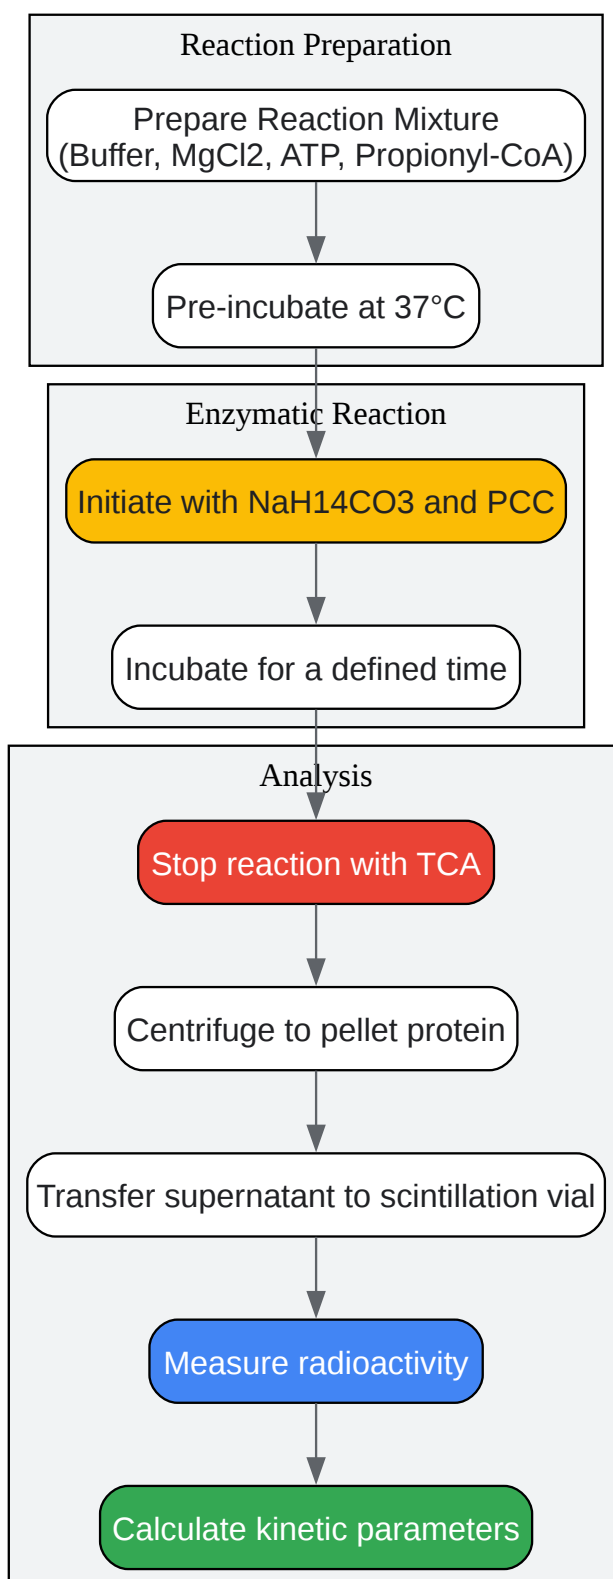 Reaction Preparation
Prepare Reaction Mixture
(Buffer, MgCl2, ATP, Propionyl-CoA)
Pre-incubate at 37°C
Enzymatic Reaction
Initiate with NaH14CO3 and PCC
Incubate for a defined time
Analysis
Stop reaction with TCA
Centrifuge to pellet protein
Transfer supernatant to scintillation vial
Measure radioactivity
Calculate kinetic parameters